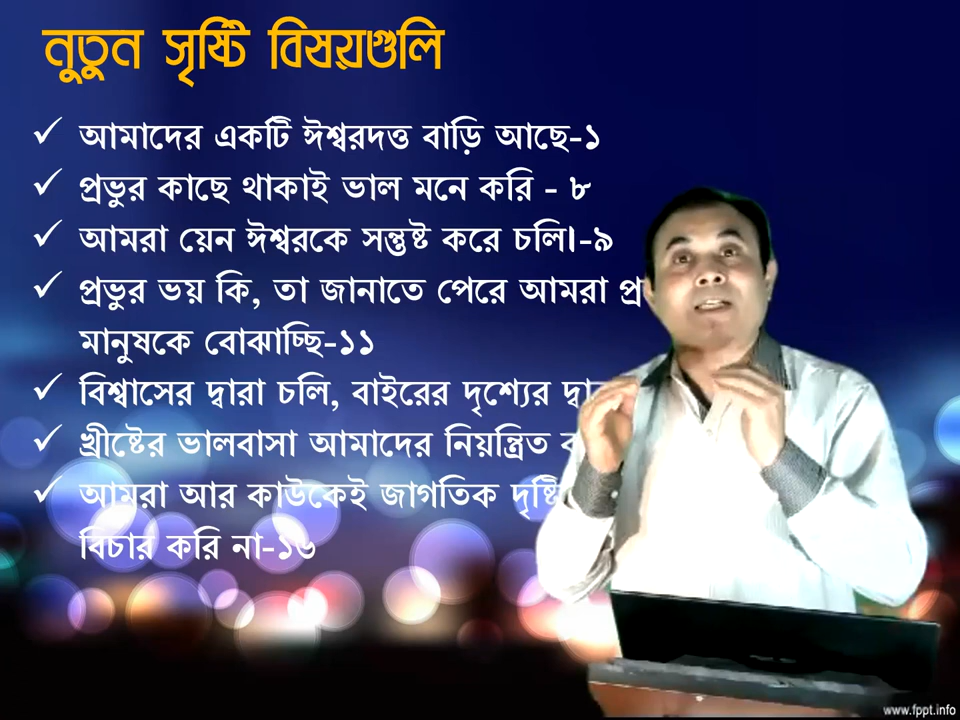 নুতুন সৃষ্টি বিষয়গুলি
আমাদের একটি ঈশ্বরদত্ত বাড়ি আছে-১
প্রভুর কাছে থাকাই ভাল মনে করি - ৮
আমরা যেন ঈশ্বরকে সন্তুষ্ট করে চলি।-৯
প্রভুর ভয় কি, তা জানাতে পেরে আমরা
মানুষকে বোঝাচ্ছি-১১
বিশ্বাসের দ্বারা চলি, বাইরের দৃশ্যের
খ্রীষ্টের ভালবাসা আমাদের নিয়ন্ত্রিত
আমরা আর কাউকেই জাগতিক
বিচার করি না-১৬
www.fppt.info